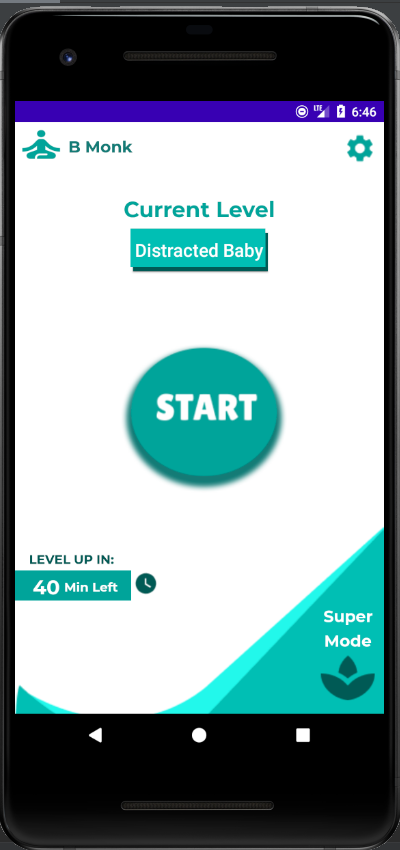 LTE 6:46
B Monk
Current Level
Distracted Baby
START
LEVEL UP IN:
40 Min Left
Super
Mode